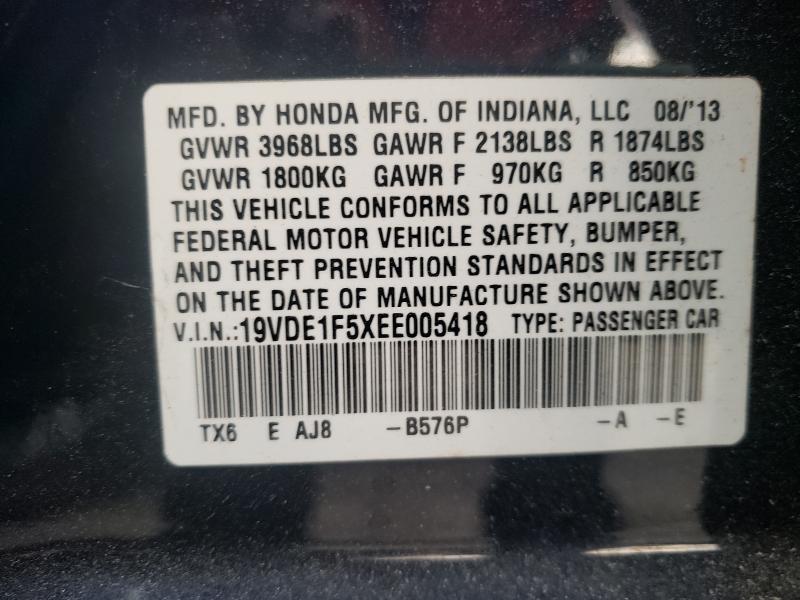 MFD. BY HONDA MFG. OF INDIANA, LLC 08/'13
GVWR 3968LBS GAWR F 2138LBS R 1874LBS
GVWR 1800KG GAWR F 970KG R 850KG
THIS VEHICLE CONFORMS TO ALL APPLICABLE
FEDERAL MOTOR VEHICLE SAFETY, BUMPER,
AND THEFT PREVENTION STANDARDS IN EFFECT
ON THE DATE OF MANUFACTURE SHOWN ABOVE.
V.I.N.:19VDE1F5XEE005418 TYPE: PASSENGER CAR
TX6 E AJ8 -B576P -A -E